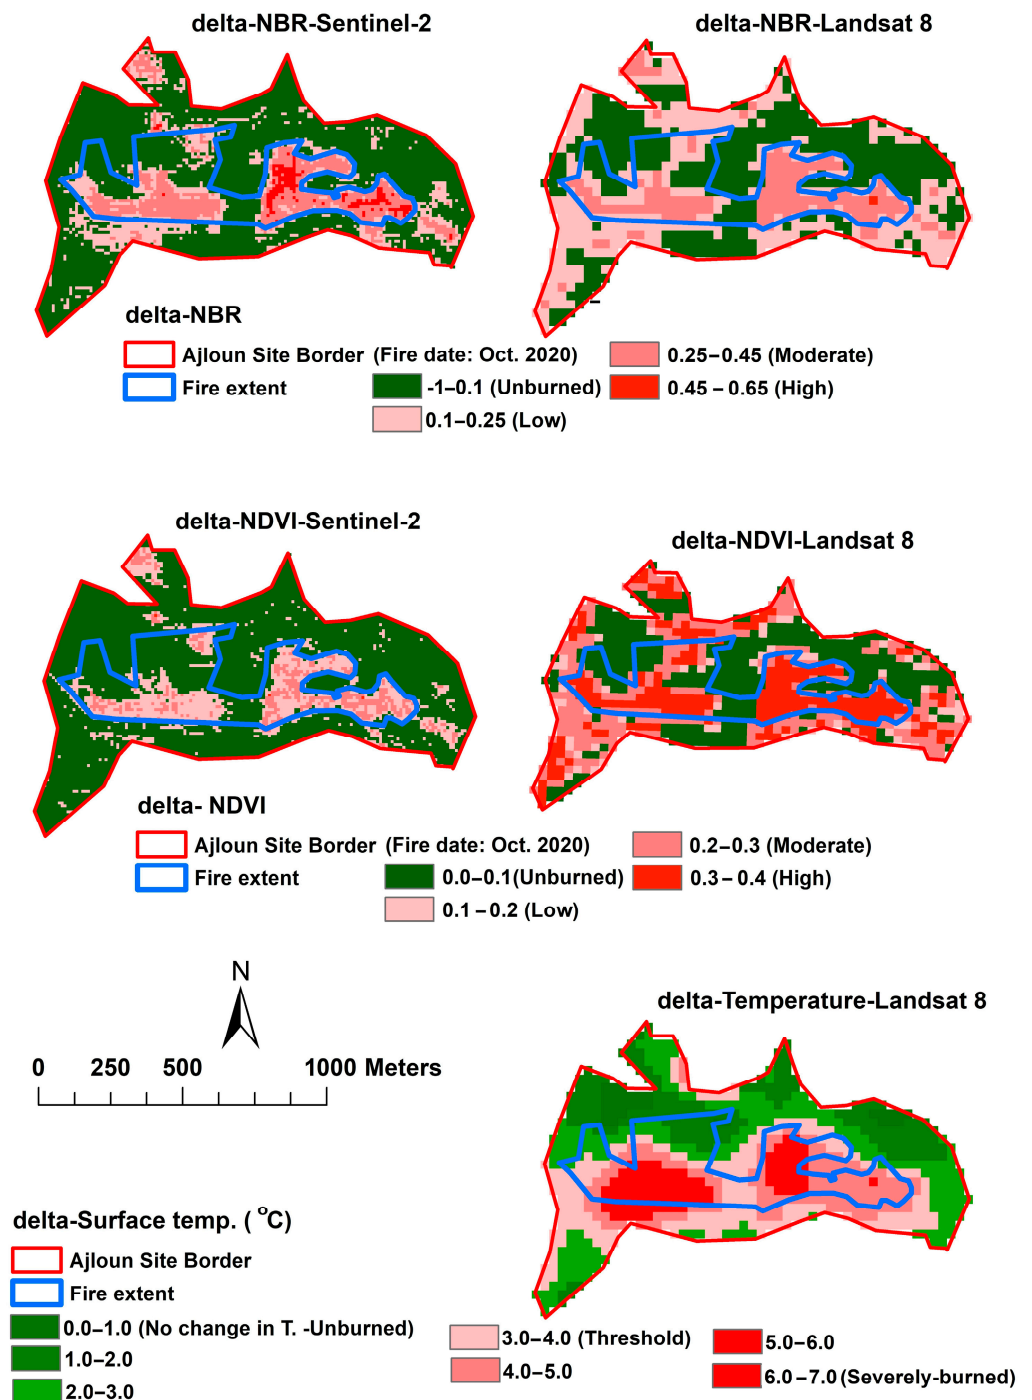 delta-NBR-Sentinel-2
delta-NBR-Landsat 8
delta-NBR
Ajloun Site Border (Fire date: Oct. 2020)
Fire extent
-1–0.1 (Unburned)
0.1–0.25 (Low)
0.25–0.45 (Moderate)
0.45 – 0.65 (High)
delta-NDVI-Sentinel-2
delta-NDVI-Landsat 8
delta- NDVI
Ajloun Site Border (Fire date: Oct. 2020)
Fire extent
0.0–0.1(Unburned)
0.1 – 0.2 (Low)
0.2–0.3 (Moderate)
0.3 – 0.4 (High)
N
0 250 500 1000 Meters
delta-Temperature-Landsat 8
delta-Surface temp. ( °C)
Ajloun Site Border
Fire extent
0.0–1.0 (No change in T. -Unburned)
1.0–2.0
2.0–3.0
3.0–4.0 (Threshold)
4.0–5.0
5.0–6.0
6.0 – 7.0 (Severely-burned)